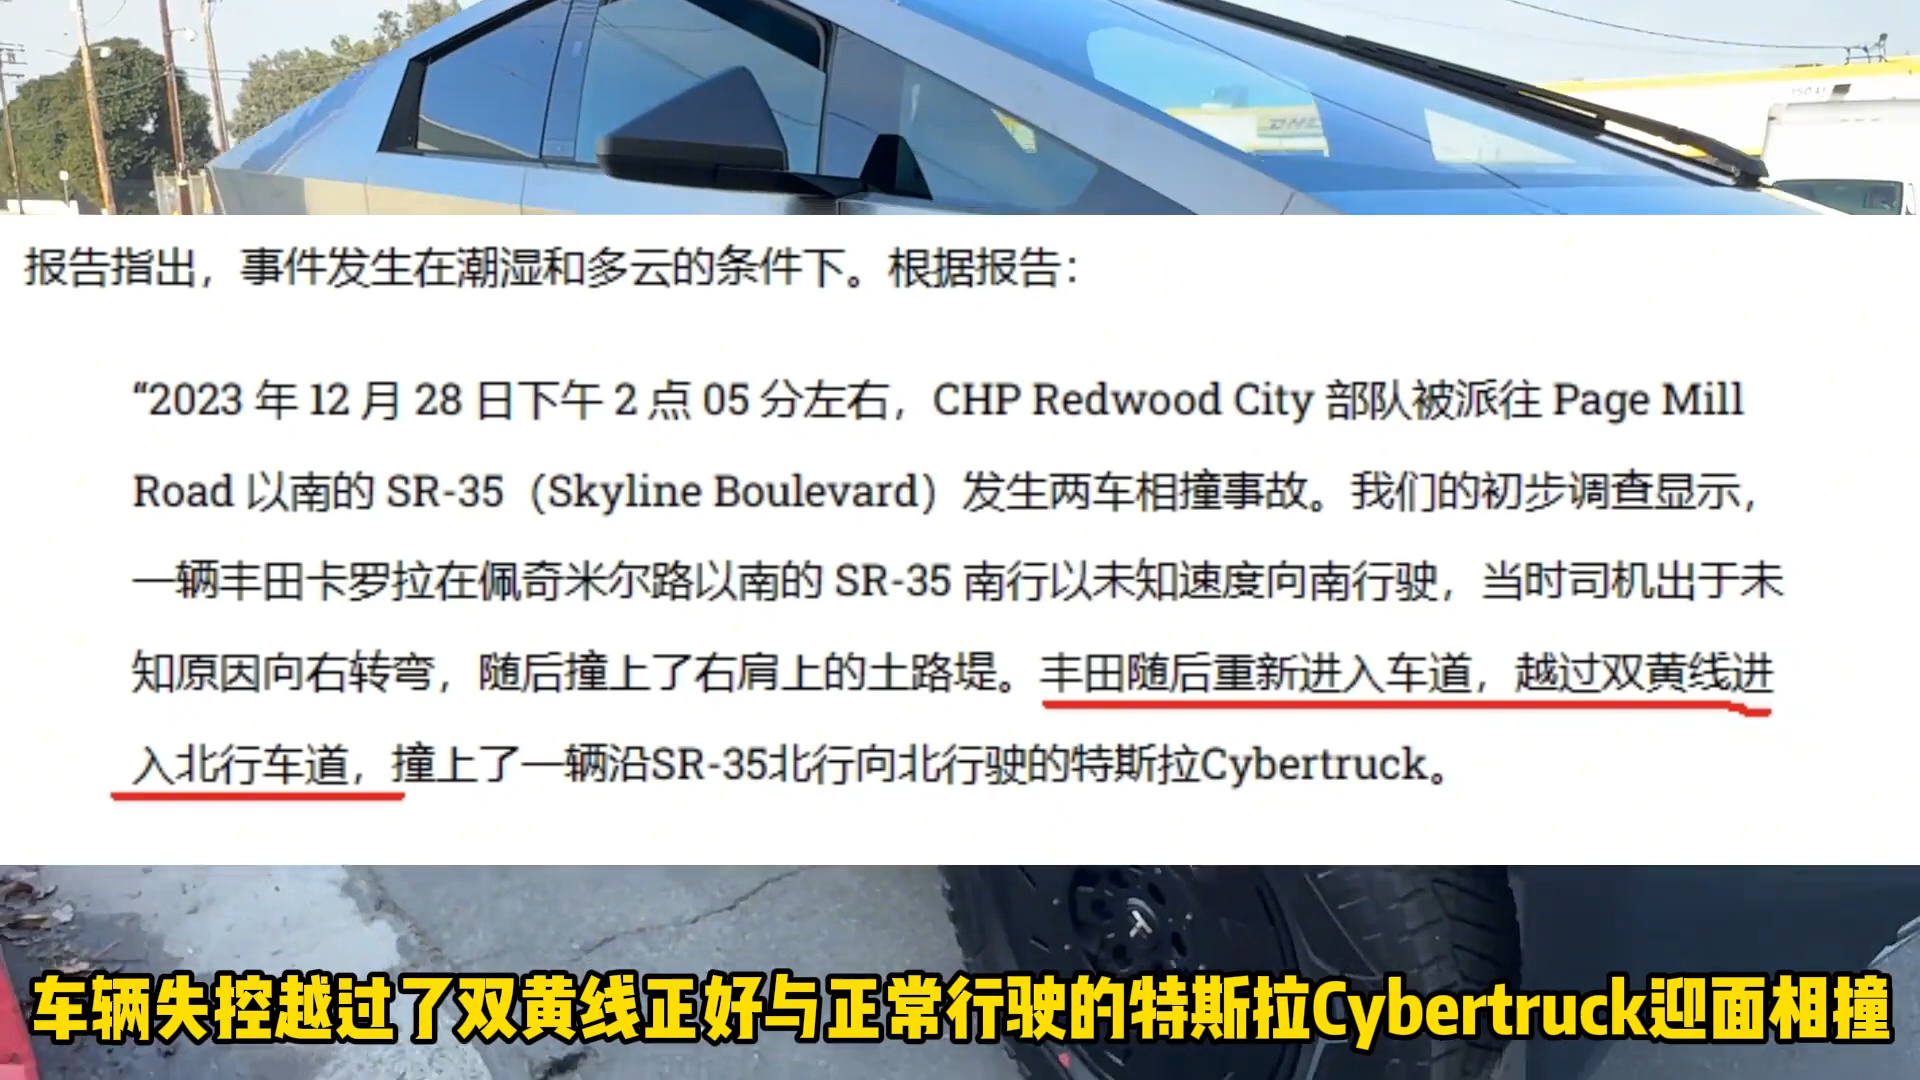 DHL
报告指出，事件发生在潮湿和多云的条件下。根据报告：
“2023 年 12 月 28 日下午 2 点 05 分左右，CHP Redwood City 部队被派往 Page Mill
Road 以南的 SR-35（Skyline Boulevard）发生两车相撞事故。我们的初步调查显示，
一辆丰田卡罗拉在佩奇米尔路以南的 SR-35 南行以未知速度向南行驶，当时司机出于未
知原因向右转弯，随后撞上了右肩上的土路堤。丰田随后重新进入车道，越过双黄线进
入北行车道，撞上了一辆沿SR-35北行向北行驶的特斯拉Cybertruck。
车辆失控越过了双黄线正好与正常行驶的特斯拉Cybertruck迎面相撞